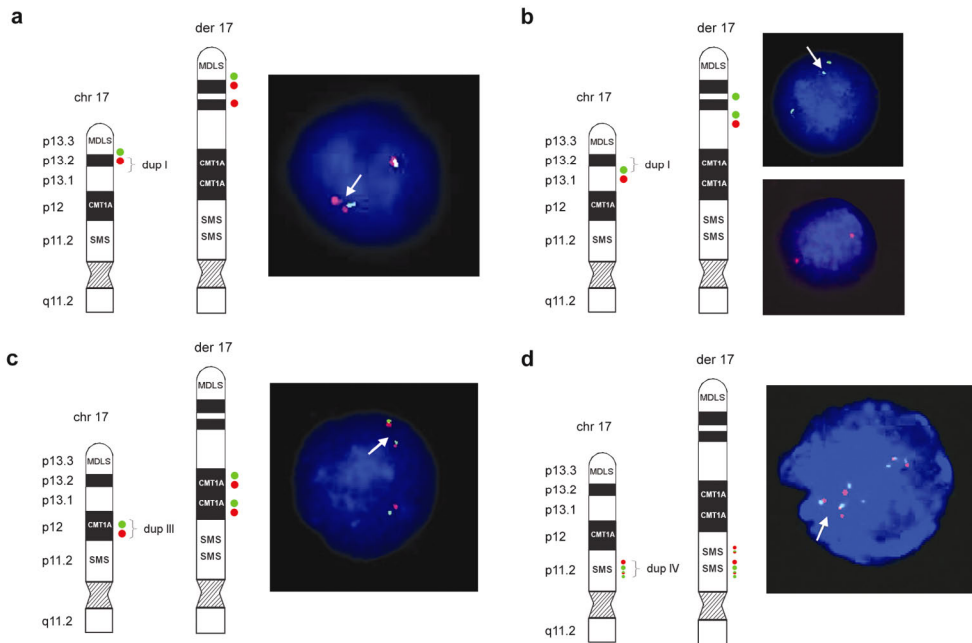 a
der 17
MDLS
chr 17
p13.3 MDLS
p13.2 dup I
p13.1
p12 CMT1A
p11.2 SMS
q11.2
CMT1A
CMT1A
SMS
SMS
b
der 17
MDLS
chr 17
p13.3 MDLS
p13.2 dup I
p13.1
p12 CMT1A
p11.2 SMS
q11.2
CMT1A
CMT1A
SMS
SMS
c
der 17
MDLS
chr 17
p13.3 MDLS
p13.2
p13.1
p12 CMT1A dup III
p11.2 SMS
q11.2
CMT1A
CMT1A
SMS
SMS
d
der 17
MDLS
chr 17
p13.3 MDLS
p13.2
p13.1
p12 CMT1A
p11.2 SMS dup IV
q11.2
CMT1A
CMT1A
SMS
SMS